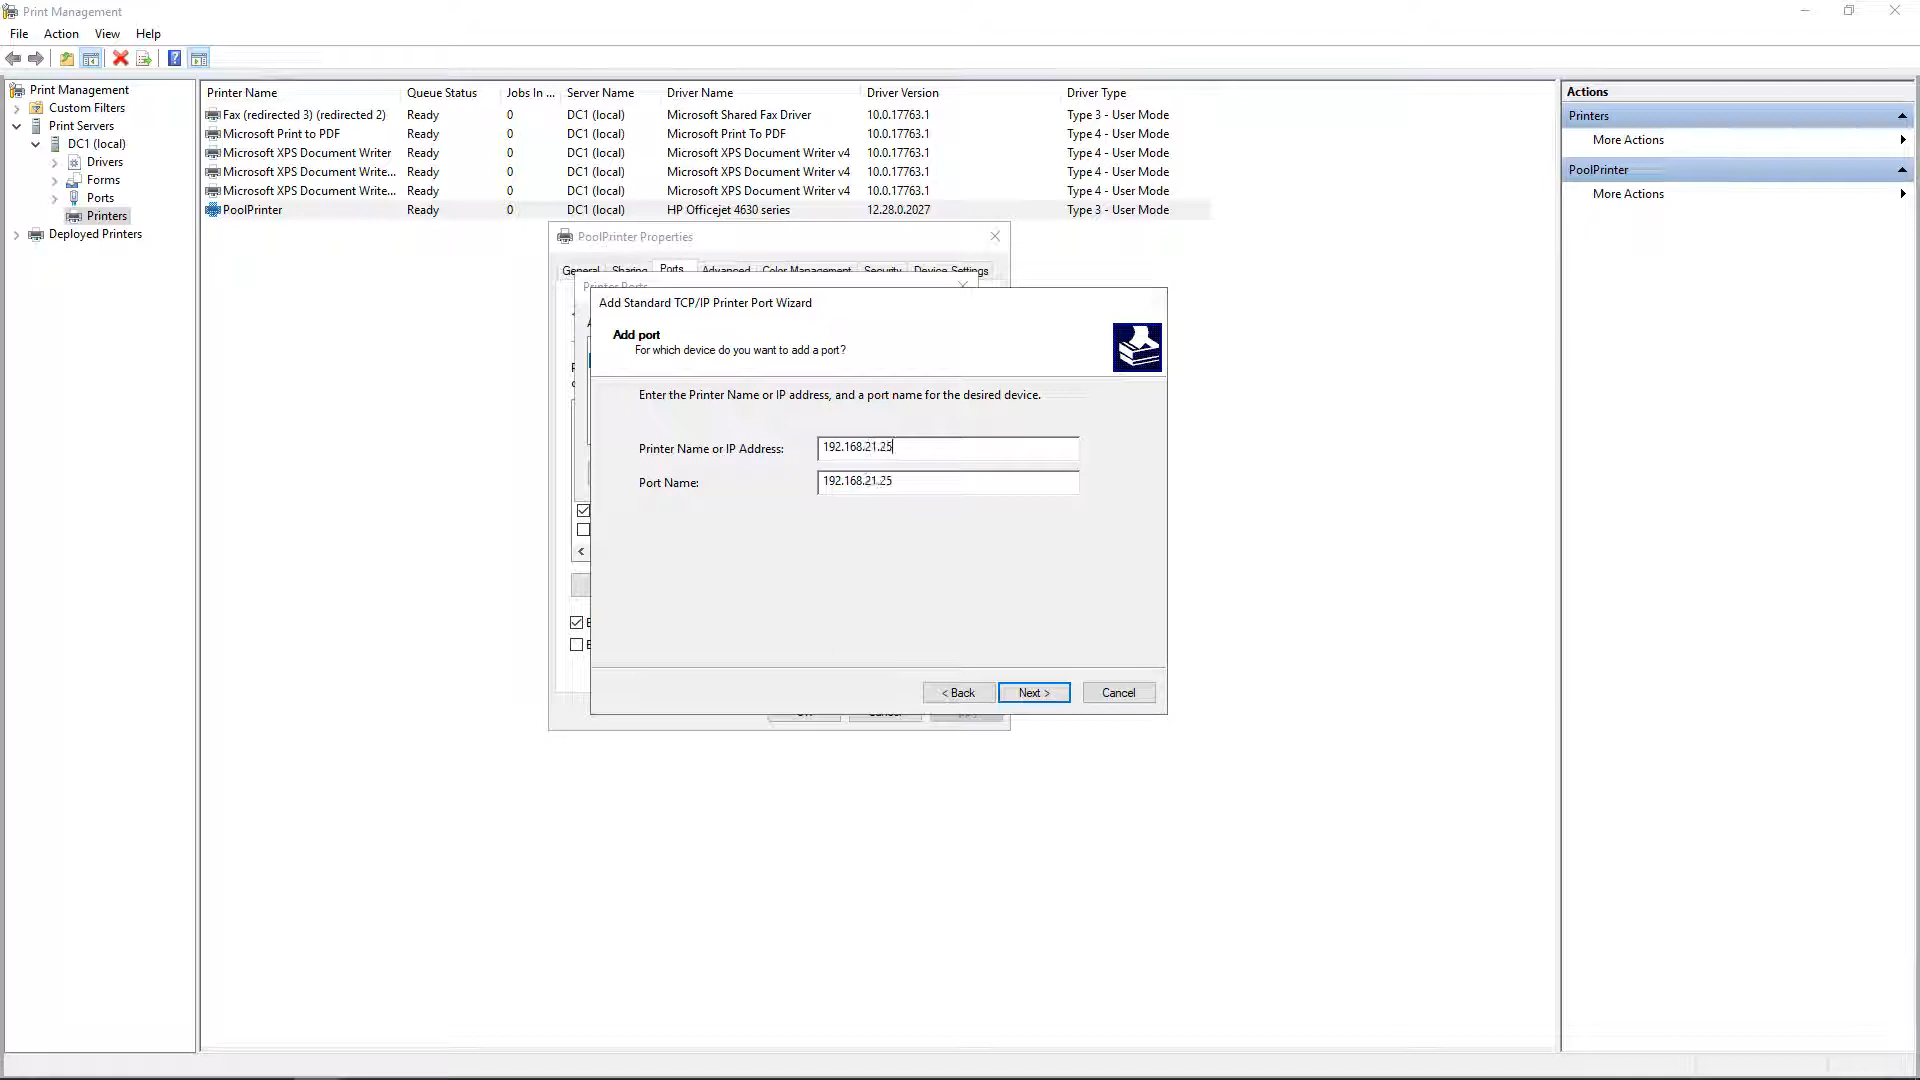 Print Management
File Action View Help
Print Management
Custom Filters
Print Servers
DC1 (local)
Drivers
Forms
Ports
Printers
Deployed Printers
Printer Name Queue Status Jobs In ... Server Name Driver Name Driver Version Driver Type
Fax (redirected 3) (redirected 2) Ready 0 DC1 (local) Microsoft Shared Fax Driver 10.0.17763.1 Type 3 - User Mode
Microsoft Print to PDF Ready 0 DC1 (local) Microsoft Print To PDF 10.0.17763.1 Type 4 - User Mode
Microsoft XPS Document Writer Ready 0 DC1 (local) Microsoft XPS Document Writer v4 10.0.17763.1 Type 4 - User Mode
Microsoft XPS Document Write... Ready 0 DC1 (local) Microsoft XPS Document Writer v4 10.0.17763.1 Type 4 - User Mode
Microsoft XPS Document Write... Ready 0 DC1 (local) Microsoft XPS Document Writer v4 10.0.17763.1 Type 4 - User Mode
PoolPrinter Ready 0 DC1 (local) HP Officejet 4630 series 12.28.0.2027 Type 3 - User Mode
PoolPrinter Properties
General Sharing Ports Advanced Color Management Security Device Settings
Printer Ports
Add Standard TCP/IP Printer Port Wizard
Add port
For which device do you want to add a port?
Enter the Printer Name or IP address, and a port name for the desired device.
Printer Name or IP Address: 192.168.21.25
Port Name: 192.168.21.25
< Back Next > Cancel
Actions
Printers
More Actions
PoolPrinter
More Actions